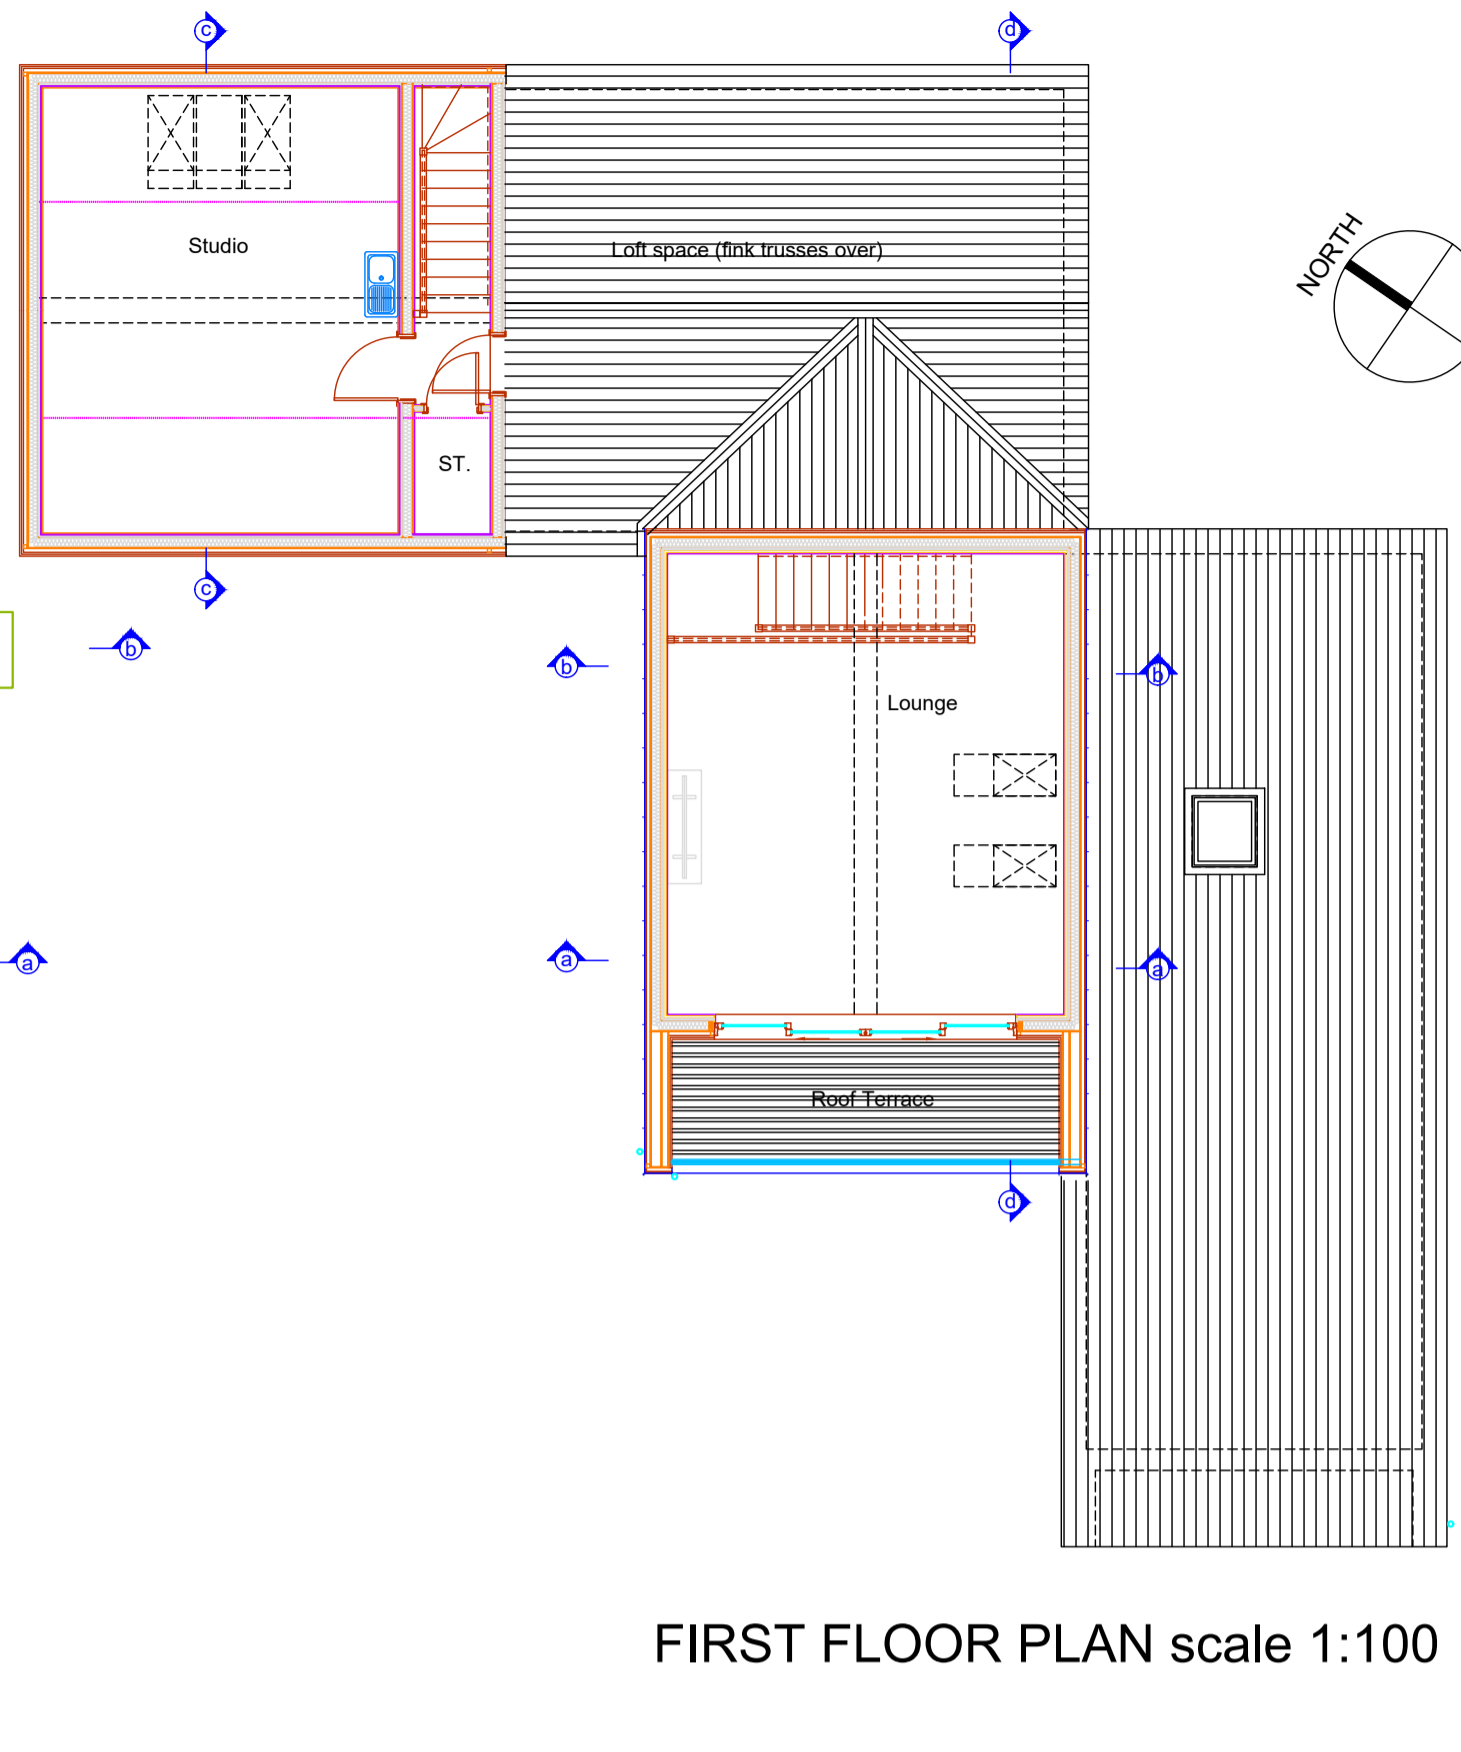 c
d
NORTH
Studio
Loft space (fink trusses over)
ST.
c
b
b
b
Lounge
a
a
a
Roof Terrace
d
FIRST FLOOR PLAN scale 1:100